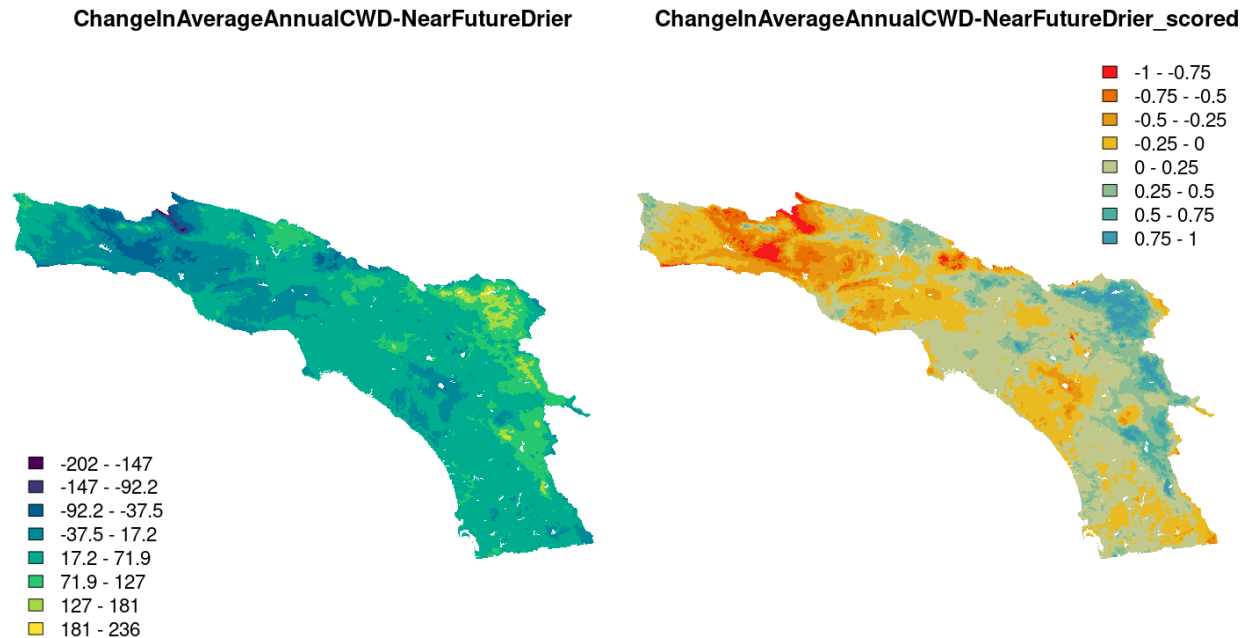 ChangeInAverageAnnualCWD-NearFutureDrier
-202 - -147
-147 - -92.2
-92.2 - -37.5
-37.5 - 17.2
17.2 - 71.9
71.9 - 127
127 - 181
181 - 236
ChangeInAverageAnnualCWD-NearFutureDrier_scored
-1 - -0.75
-0.75 - -0.5
-0.5 - -0.25
-0.25 - 0
0 - 0.25
0.25 - 0.5
0.5 - 0.75
0.75 - 1